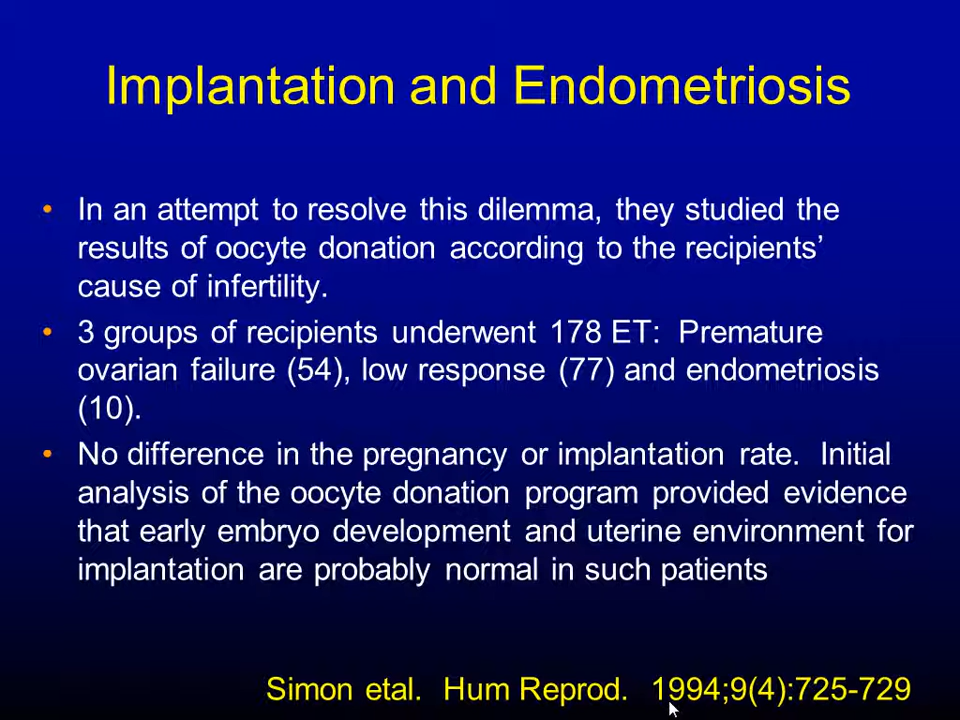 Implantation and Endometriosis
• In an attempt to resolve this dilemma, they studied the
results of oocyte donation according to the recipients’
cause of infertility.
• 3 groups of recipients underwent 178 ET:  Premature
ovarian failure (54), low response (77) and endometriosis
(10).
• No difference in the pregnancy or implantation rate.  Initial
analysis of the oocyte donation program provided evidence
that early embryo development and uterine environment for
implantation are probably normal in such patients
Simon etal.  Hum Reprod.  1994;9(4):725-729